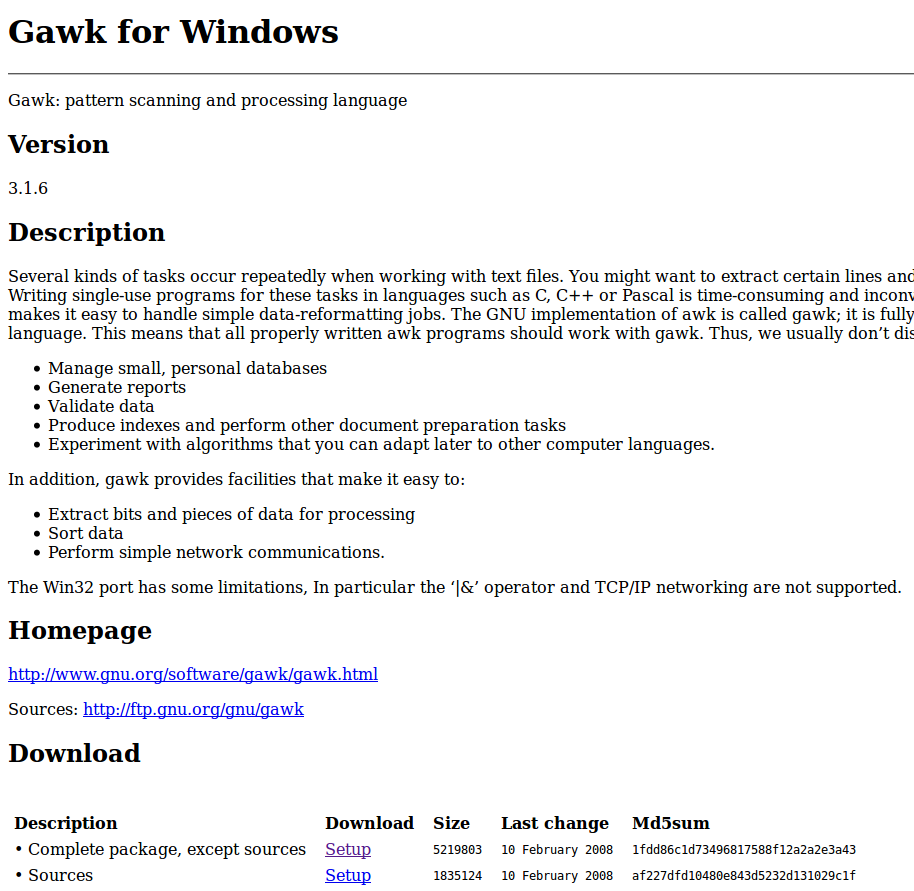 Gawk for Windows
Gawk: pattern scanning and processing language
Version
3.1.6
Description
Several kinds of tasks occur repeatedly when working with text files. You might want to extract certain lines and
Writing single-use programs for these tasks in languages such as C, C++ or Pascal is time-consuming and
makes it easy to handle simple data-reformatting jobs. The GNU implementation of awk is called gawk; it is fully
language. This means that all properly written awk programs should work with gawk. Thus, we usually don’t
• Manage small, personal databases
• Generate reports
• Validate data
• Produce indexes and perform other document preparation tasks
• Experiment with algorithms that you can adapt later to other computer languages.
In addition, gawk provides facilities that make it easy to:
• Extract bits and pieces of data for processing
• Sort data
• Perform simple network communications.
The Win32 port has some limitations, In particular the ‘|&’ operator and TCP/IP networking are not supported.
Homepage
http://www.gnu.org/software/gawk/gawk.html
Sources: http://ftp.gnu.org/gnu/gawk
Download
Description Download Size Last change Md5sum
• Complete package, except sources Setup 5219803 10 February 2008 1fdd86c1d73496817588f12a2a2e3a43
• Sources Setup 1835124 10 February 2008 af227dfd10480e843d5232d131029c1f